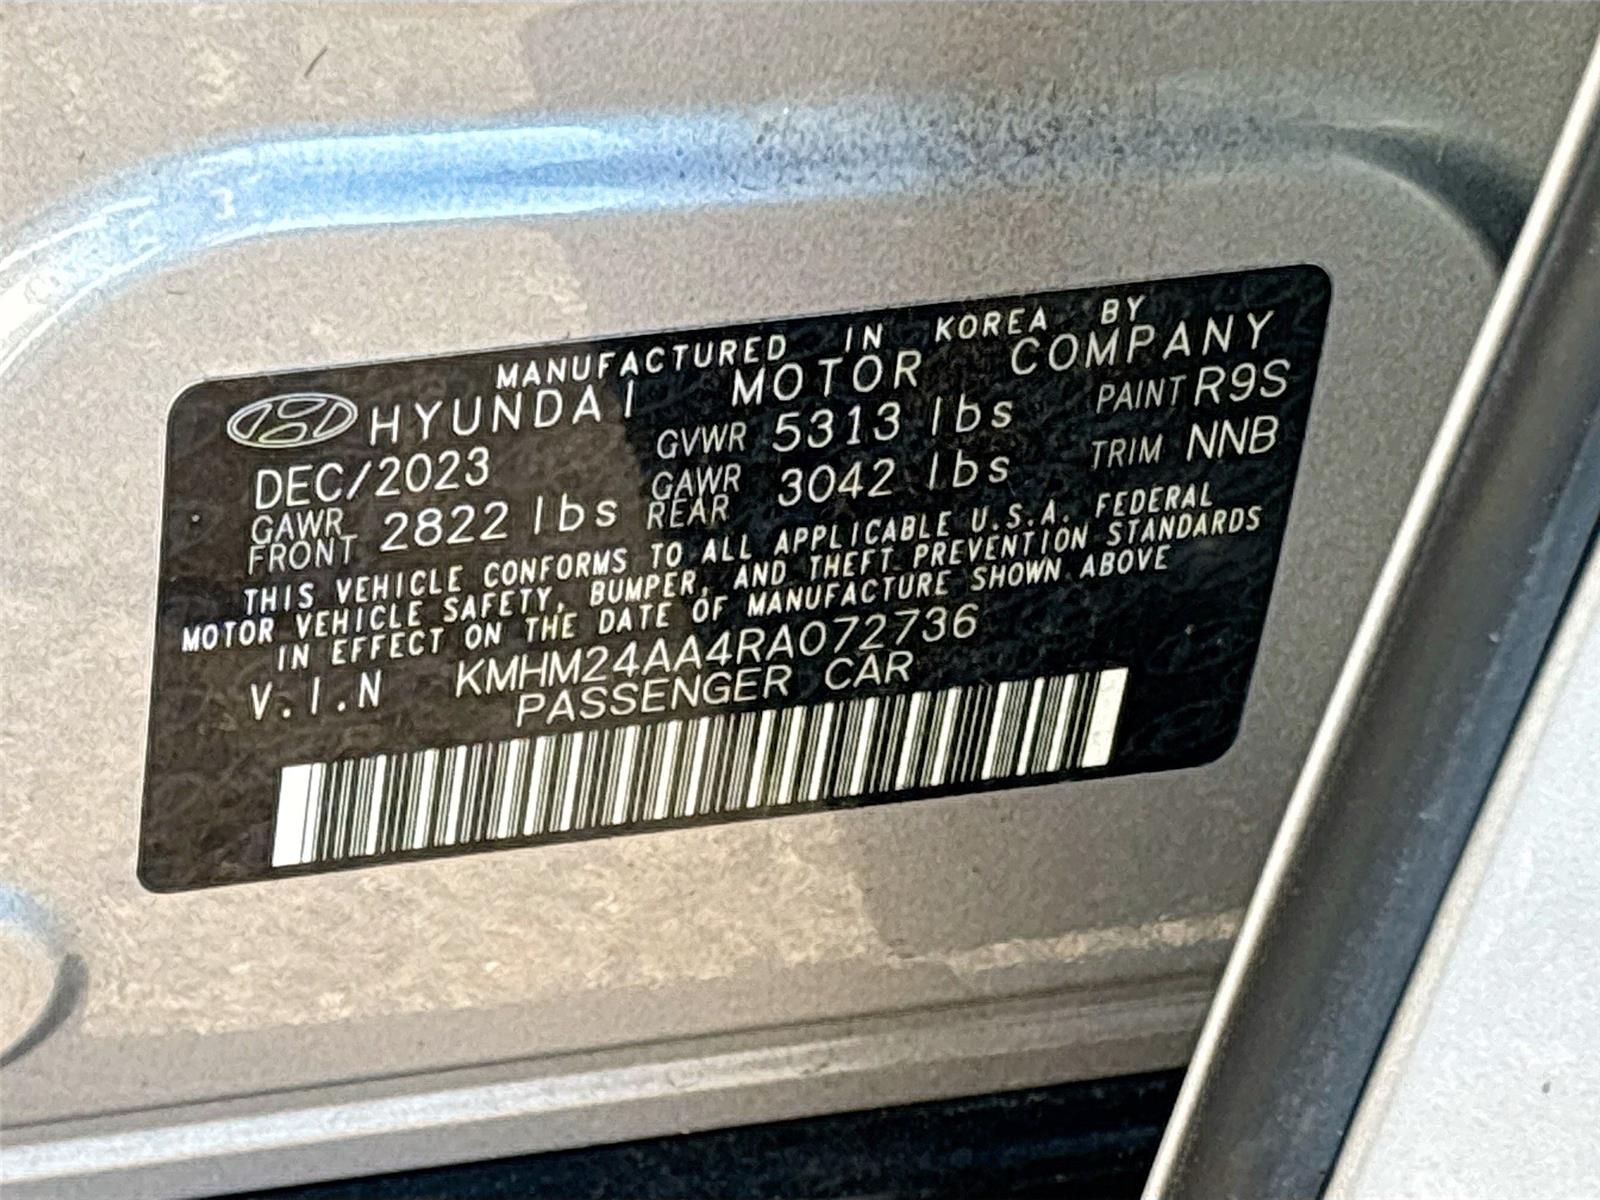 MANUFACTURED IN KOREA BY
HYUNDAI MOTOR COMPANY
DEC/2023 GVWR 5313 lbs PAINT R9S
GAWR FRONT 2822 lbs GAWR REAR 3042 lbs TRIM NNB
THIS VEHICLE CONFORMS TO ALL APPLICABLE U.S.A. FEDERAL
MOTOR VEHICLE SAFETY, BUMPER, AND THEFT PREVENTION STANDARDS
IN EFFECT ON THE DATE OF MANUFACTURE SHOWN ABOVE
V.I.N KMHM24AA4RA072736
PASSENGER CAR